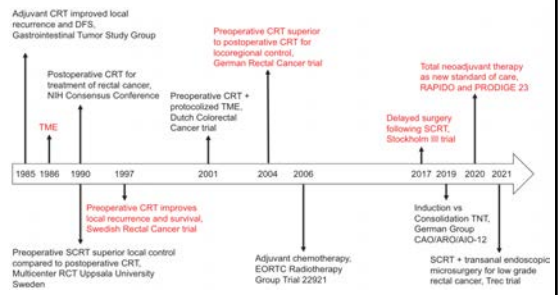 Adjuvant CRT improved local
recurrence and DFS,
Gastrointestinal Tumor Study Group
Postoperative CRT for
treatment of rectal cancer,
NIH Consensus Conference
TME
Preoperative CRT +
protocolized TME,
Dutch Colorectal
Cancer trial
Preoperative CRT superior
to postoperative CRT for
locoregional control,
German Rectal Cancer trial
Delayed surgery
following SCRT,
Stockholm III trial
Total neoadjuvant therapy
as new standard of care,
RAPIDO and PRODIGE 23
1985 1986 1990 1997 2001 2004 2006 2017 2019 2020 2021
Preoperative CRT improves
local recurrence and survival,
Swedish Rectal Cancer trial
Preoperative SCRT superior local control
compared to postoperative CRT,
Multicenter RCT Uppsala University
Sweden
Adjuvant chemotherapy,
EORTC Radiotherapy
Group Trial 22921
Induction vs
Consolidation TNT,
German Group
CAO/ARO/AIO-12
SCRT + transanal endoscopic
microsurgery for low grade
rectal cancer, Trec trial